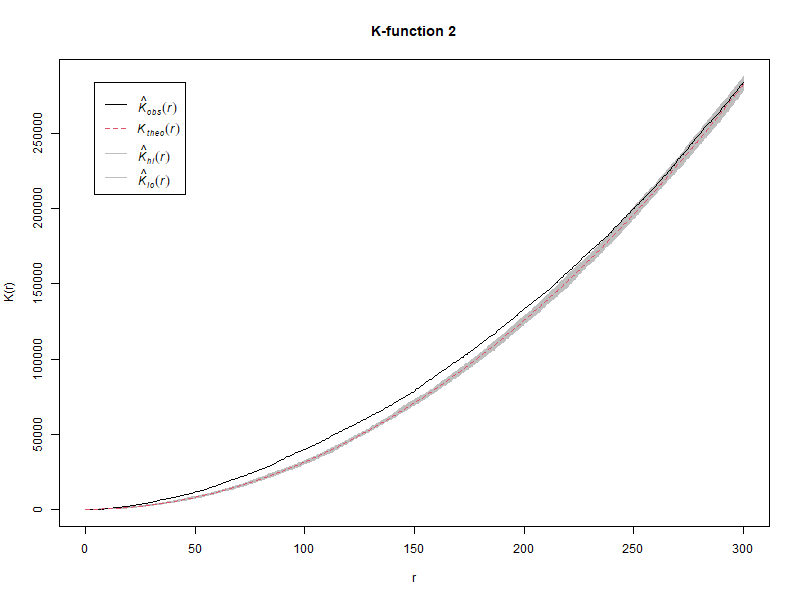 K-function 2
K̂obs(r)
Ktheo(r)
K̂hi(r)
K̂lo(r)
250000
200000
150000
100000
50000
0
K(r)
0 50 100 150 200 250 300
r